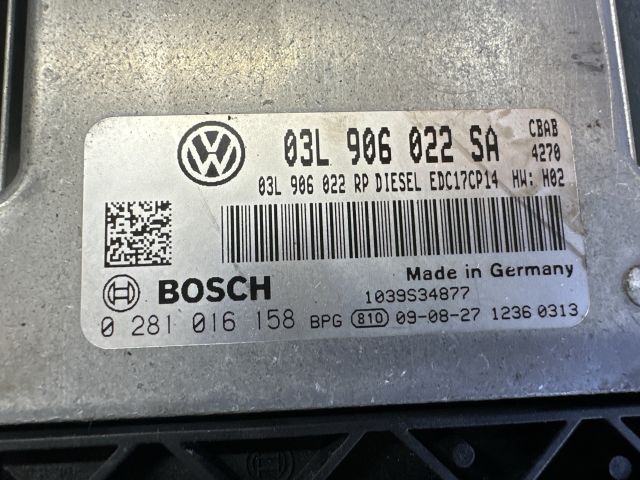 03L 906 022 SA CBAB
03L 906 022 RP DIESEL EDC17CP14 HW: H02 4270
Made in Germany
BOSCH 1039S34877
0 281 016 158 BPG 810 09-08-27 1236 0313